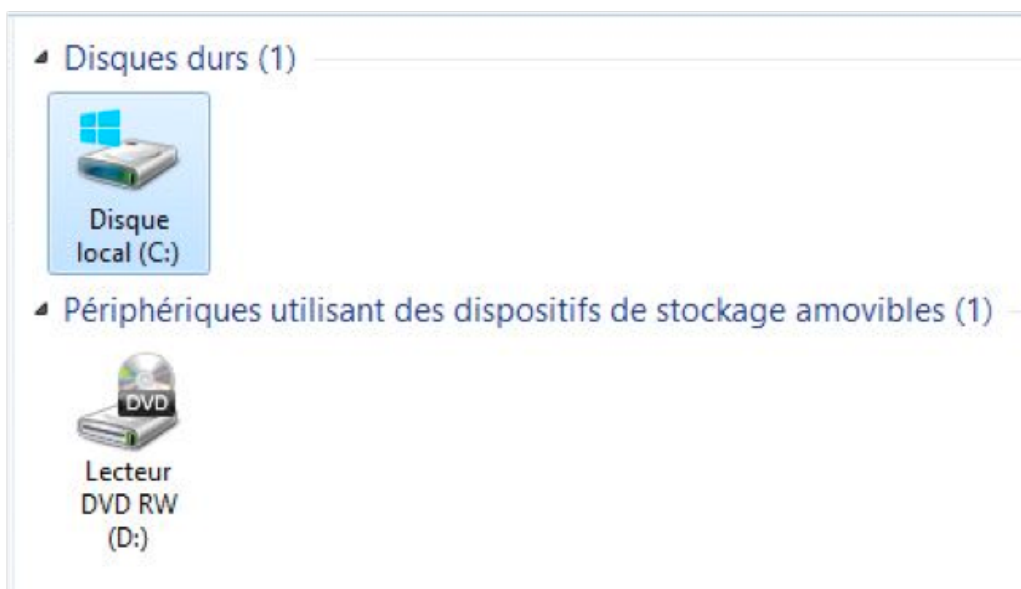 Disques durs (1)
Disque
local (C:)
Périphériques utilisant des dispositifs de stockage amovibles (1)
DVD
Lecteur
DVD RW
(D:)